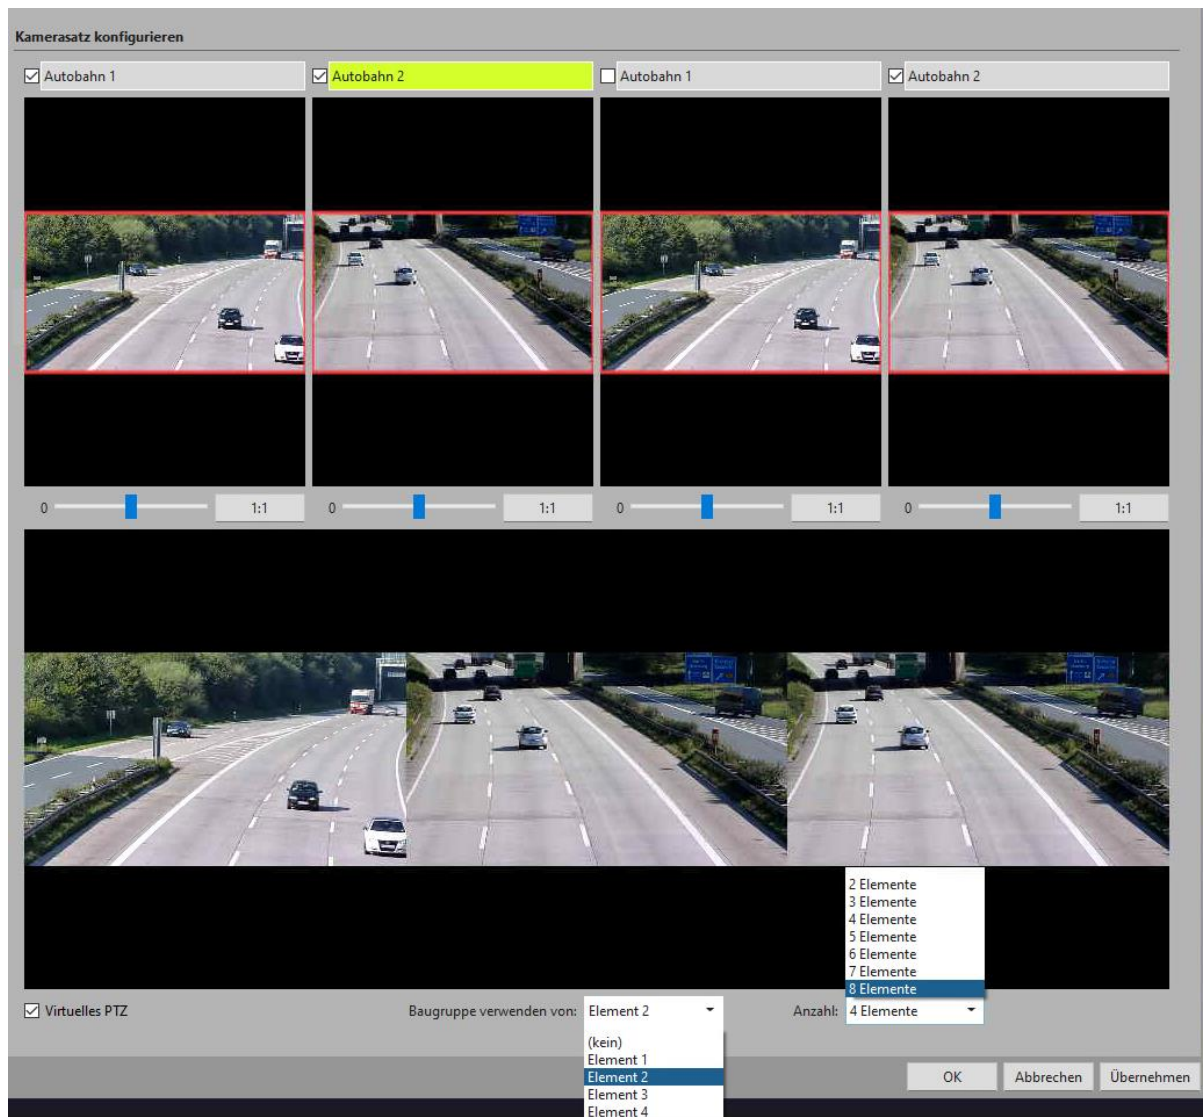 Kamerasatz konfigurieren
Autobahn 1 Autobahn 2 Autobahn 1 Autobahn 2
0 1:1 0 1:1 0 1:1 0 1:1
2 Elemente
3 Elemente
4 Elemente
5 Elemente
6 Elemente
7 Elemente
8 Elemente
Virtuelles PTZ Baugruppe verwenden von: Element 2 Anzahl: 4 Elemente
(kein)
Element 1
Element 2
Element 3
Element 4
OK Abbrechen Übernehmen